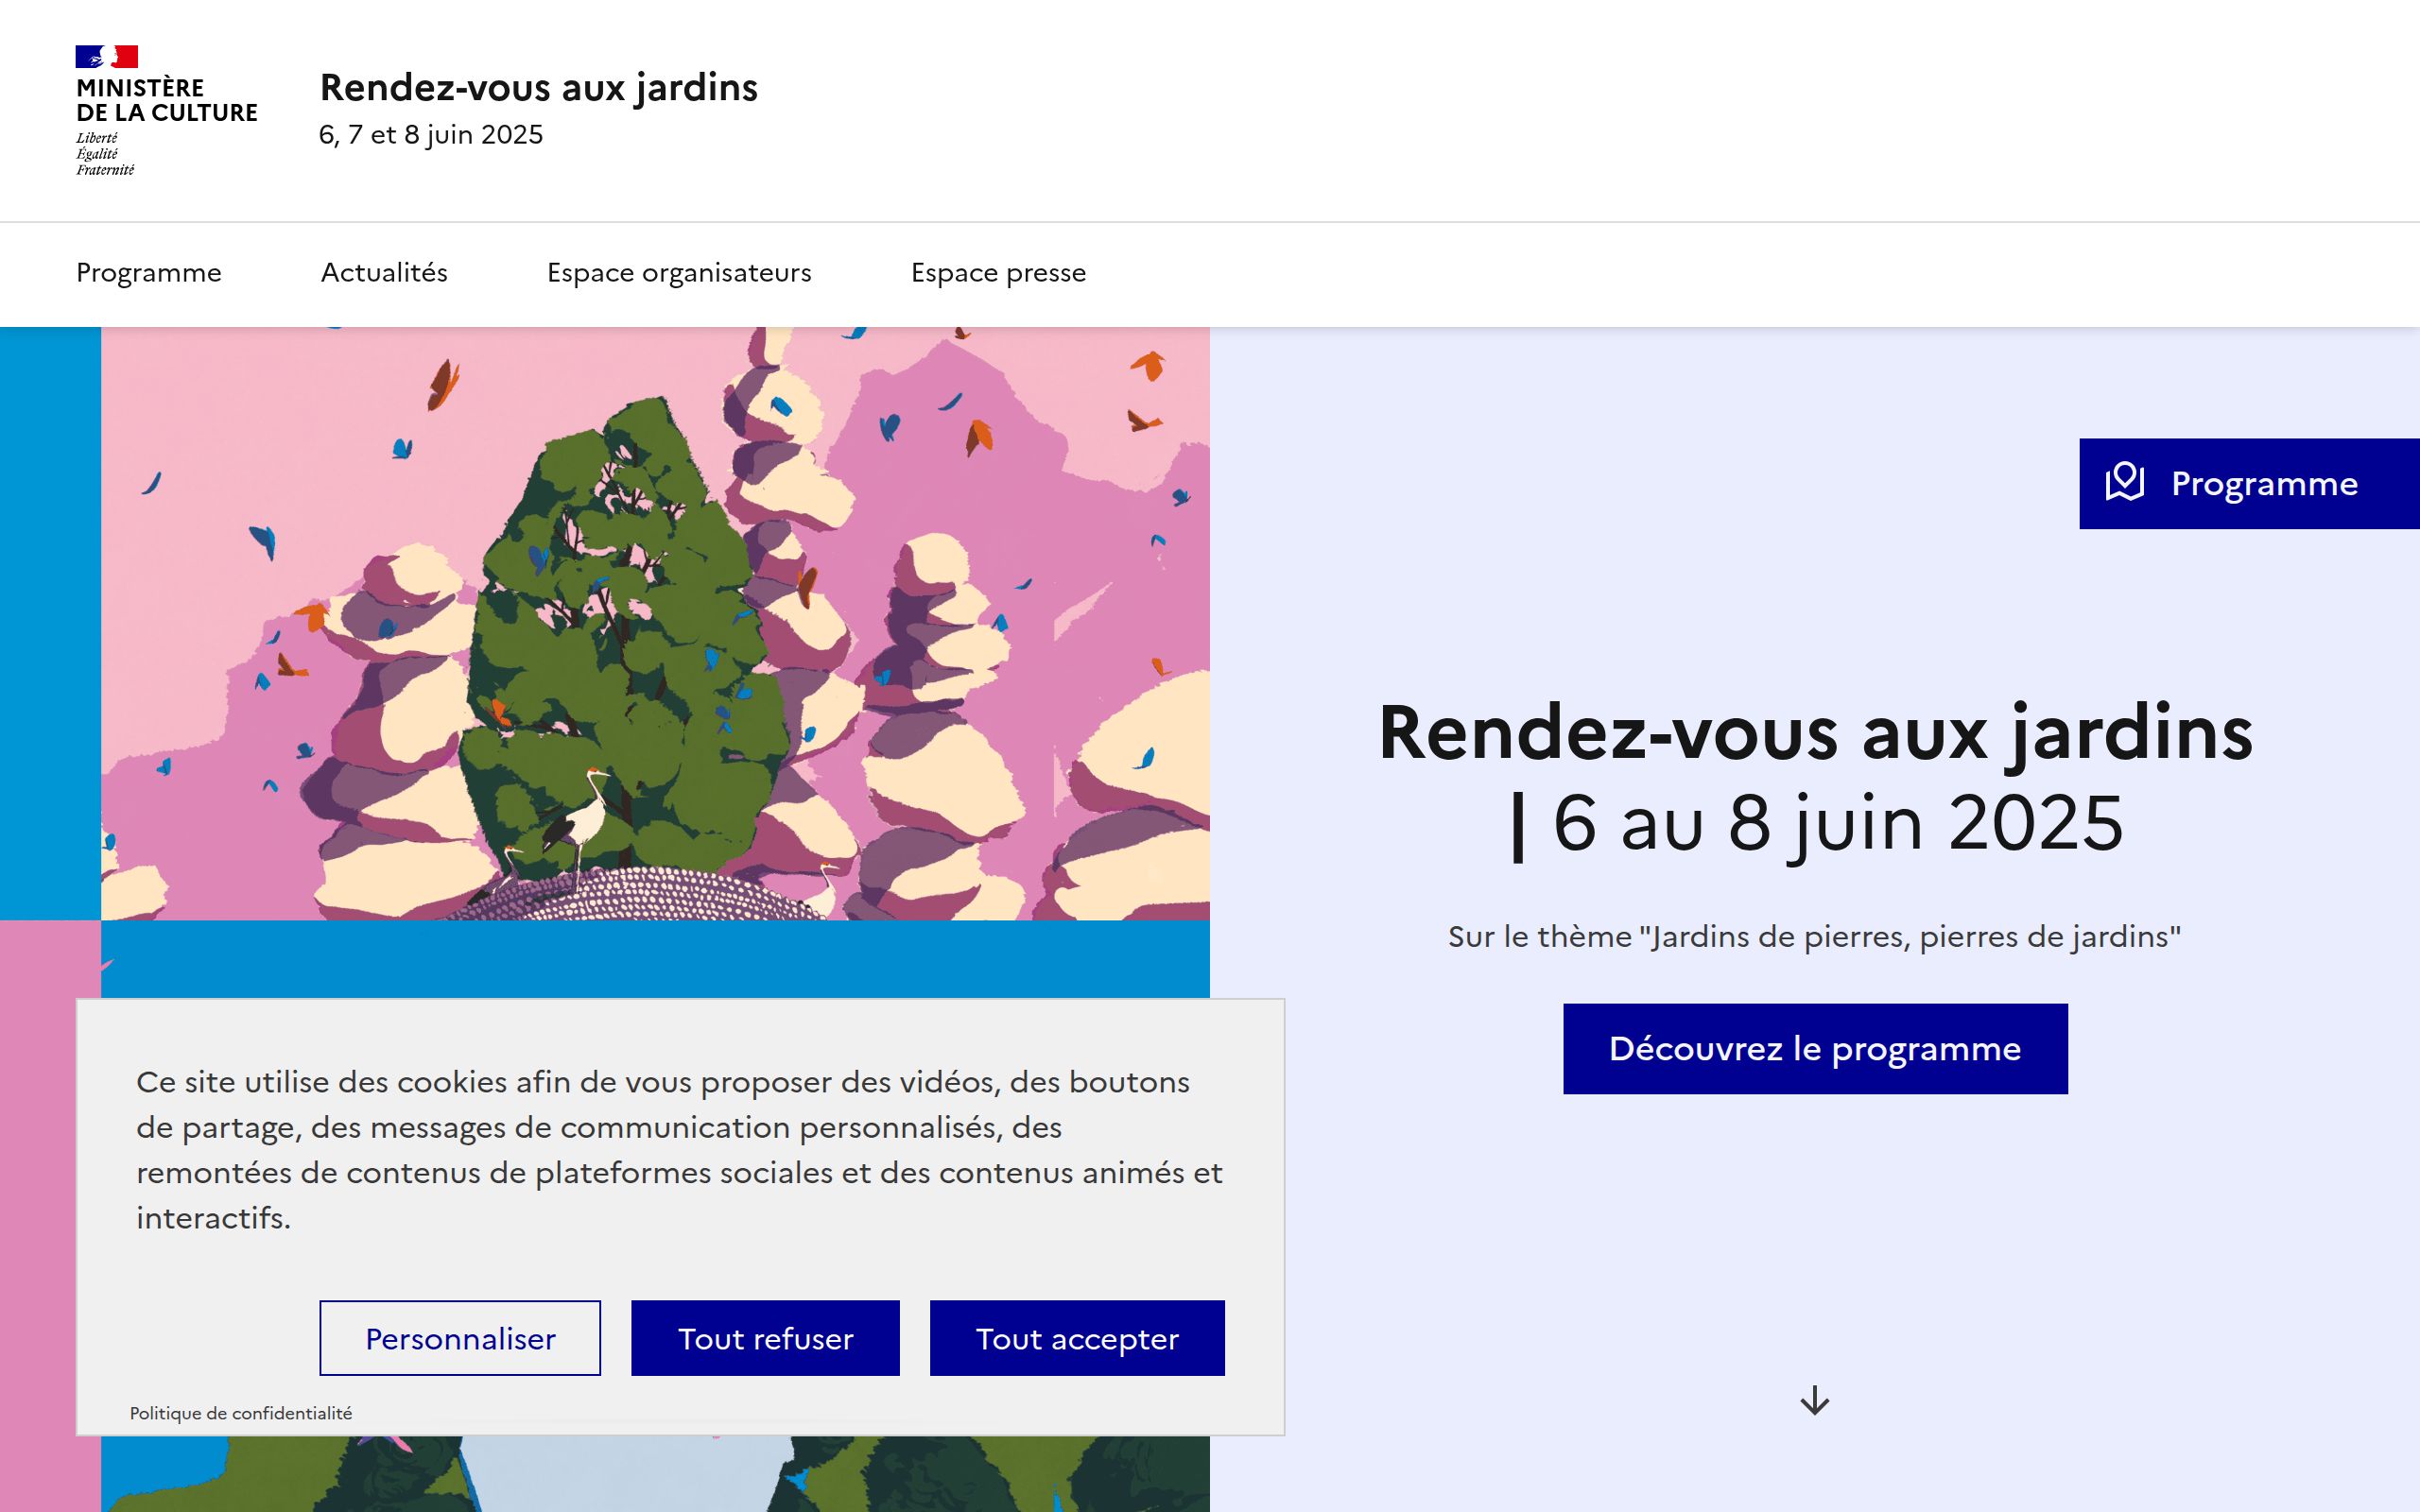 MINISTÈRE
DE LA CULTURE
Liberté
Égalité
Fraternité
Rendez-vous aux jardins
6, 7 et 8 juin 2025
Programme
Actualités
Espace organisateurs
Espace presse
Programme
Rendez-vous aux jardins
| 6 au 8 juin 2025
Sur le thème "Jardins de pierres, pierres de jardins"
Découvrez le programme
Ce site utilise des cookies afin de vous proposer des vidéos, des boutons
de partage, des messages de communication personnalisés, des
remontées de contenus de plateformes sociales et des contenus animés et
interactifs.
Personnaliser
Tout refuser
Tout accepter
Politique de confidentialité